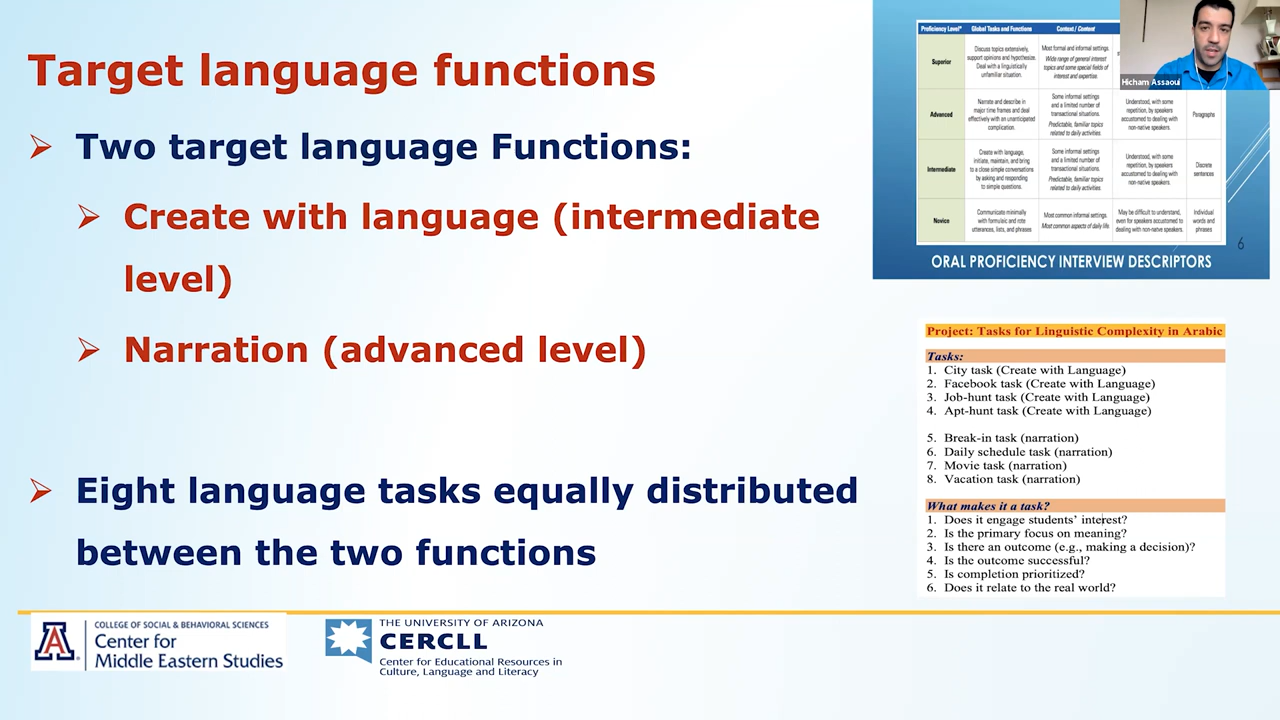 Target language functions
Two target language Functions:
Create with language (intermediate
level)
Narration (advanced level)
Eight language tasks equally distributed
between the two functions
Proficiency Level*
Global Tasks and Functions
Context / Content
Superior
Discuss topics extensively,
support opinions and hypothesize.
Deal with a linguistically
unfamiliar situation.
Most formal and informal settings.
Wide range of general interest
topics and some special fields of
interest and expertise.
Advanced
Narrate and describe in
major time frames and deal
effectively with an unanticipated
complication.
Some informal settings
and a limited number of
transactional situations.
Predictable, familiar topics
related to daily activities.
Understood, with some
repetition, by speakers
accustomed to dealing with
non-native speakers.
Paragraphs
Intermediate
Create with language,
initiate, maintain, and bring
to a close simple conversations
by asking and responding
to simple questions.
Some informal settings
and a limited number of
transactional situations.
Predictable, familiar topics
related to daily activities.
Understood, with some
repetition, by speakers
accustomed to dealing with
non-native speakers.
Discrete
sentences
Novice
Communicate minimally
with formulaic and rote
utterances, lists, and phrases
Most common informal settings.
Most common aspects of daily life.
May be difficult to understand,
even for speakers accustomed to
dealing with non-native speakers.
Individual
words and
phrases
6
ORAL PROFICIENCY INTERVIEW DESCRIPTORS
Hicham Assaoui
Project: Tasks for Linguistic Complexity in Arabic
Tasks:
1. City task (Create with Language)
2. Facebook task (Create with Language)
3. Job-hunt task (Create with Language)
4. Apt-hunt task (Create with Language)
5. Break-in task (narration)
6. Daily schedule task (narration)
7. Movie task (narration)
8. Vacation task (narration)
What makes it a task?
1. Does it engage students' interest?
2. Is the primary focus on meaning?
3. Is there an outcome (e.g., making a decision)?
4. Is the outcome successful?
5. Is completion prioritized?
6. Does it relate to the real world?
A
COLLEGE OF SOCIAL & BEHAVIORAL SCIENCES
Center for
Middle Eastern Studies
THE UNIVERSITY OF ARIZONA
CERCLL
Center for Educational Resources in
Culture, Language and Literacy